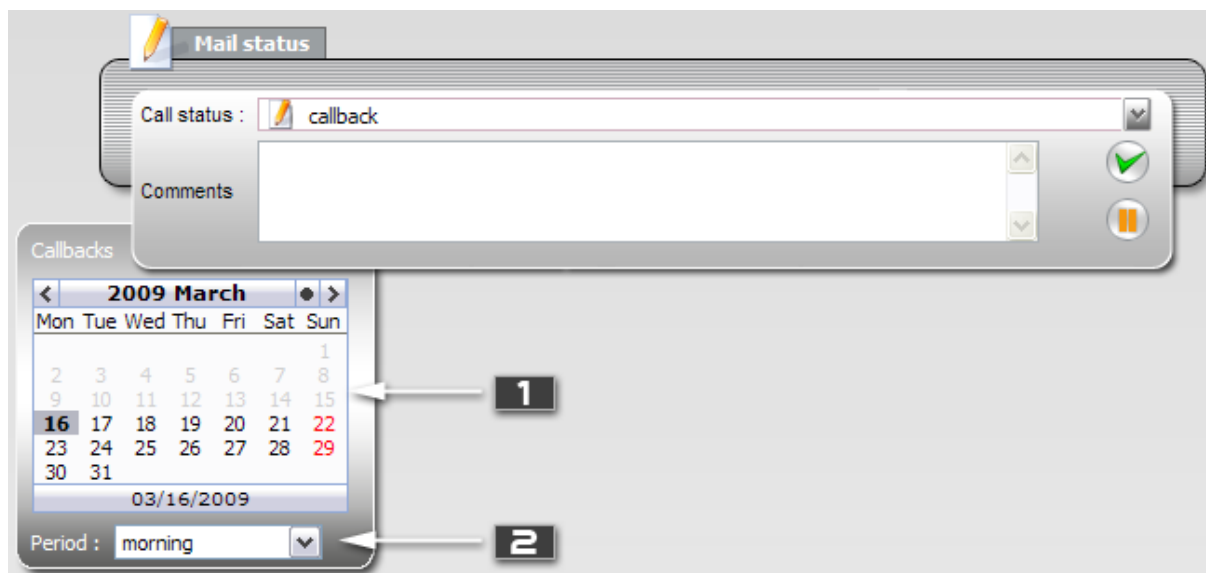 Mail status
Call status : callback
Comments
Callbacks
< 2009 March ● >
Mon Tue Wed Thu Fri Sat Sun
1
2 3 4 5 6 7 8
9 10 11 12 13 14 15
16 17 18 19 20 21 22
23 24 25 26 27 28 29
30 31
03/16/2009
Period : morning
1
2